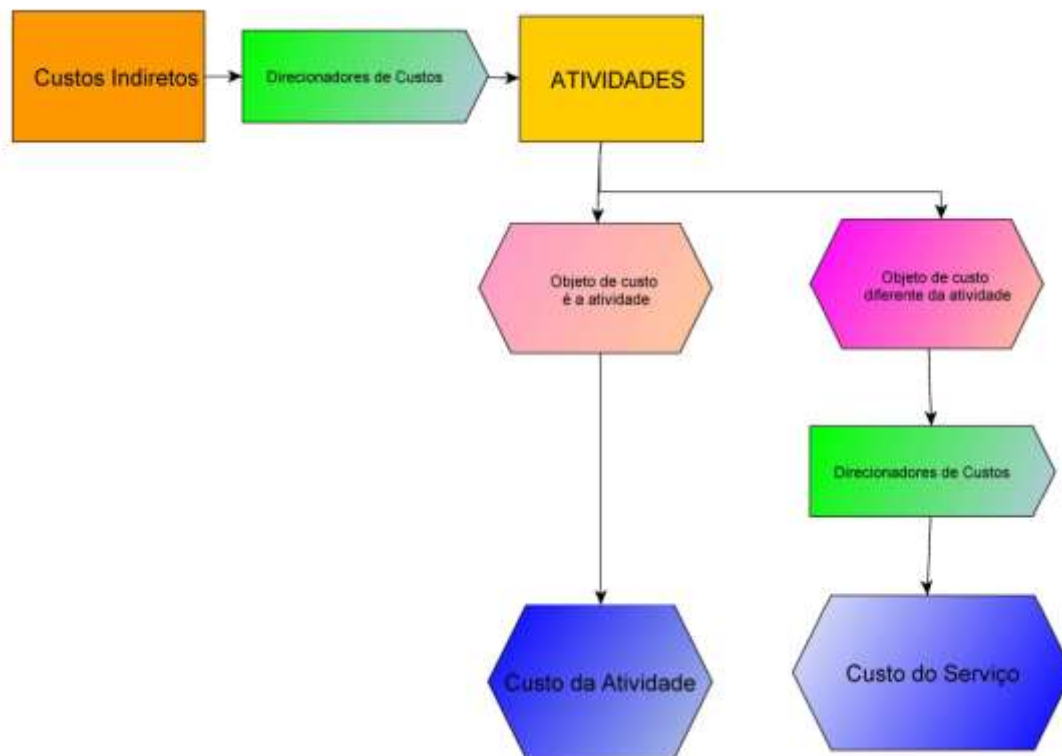 Custos Indiretos
Direcionadores de Custos
ATIVIDADES
Objeto de custo
é a atividade
Objeto de custo
diferente da atividade
Direcionadores de Custos
Custo da Atividade
Custo do Serviço